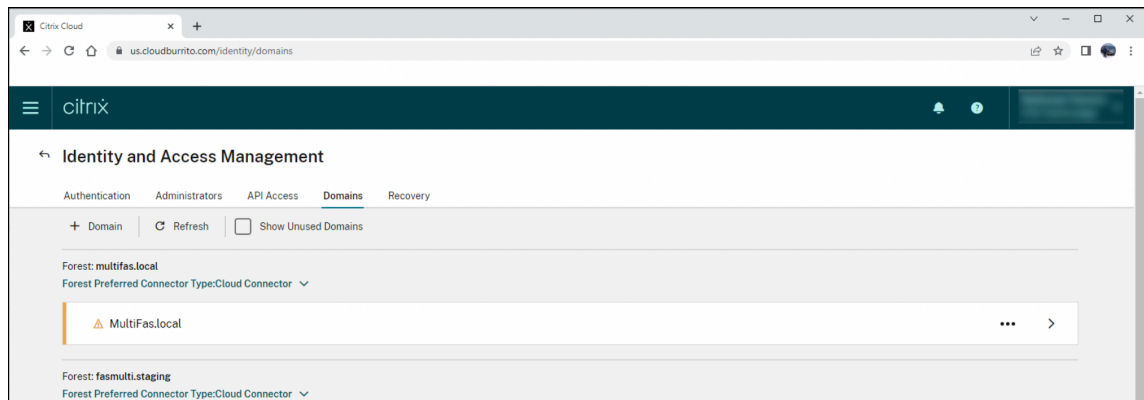 Citrix Cloud
us.cloudburrito.com/identity/domains
citrix
Identity and Access Management
Authentication Administrators API Access Domains Recovery
+ Domain Refresh Show Unused Domains
Forest: multifas.local
Forest Preferred Connector Type:Cloud Connector
MultiFas.local
Forest: fasmulti.staging
Forest Preferred Connector Type:Cloud Connector